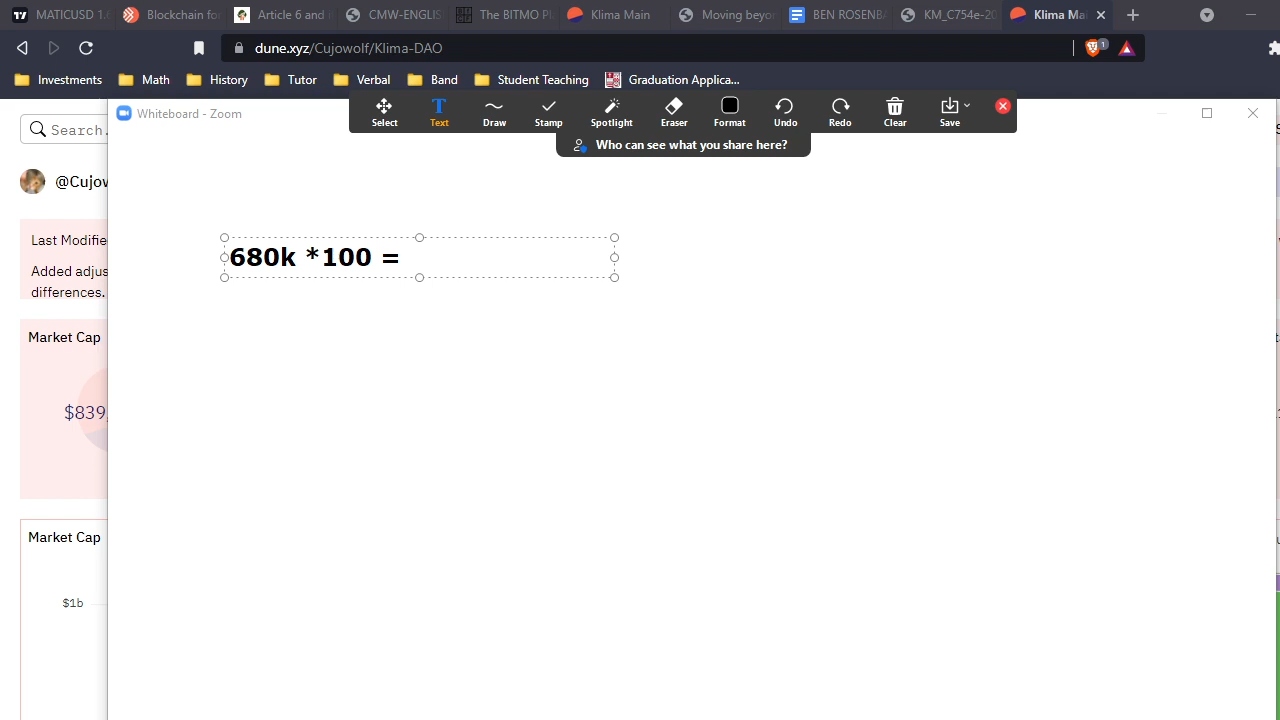 MATICUSD 1.
Blockchain fo
Article 6 and i
CMW-ENGLIS
The BITMO Pl
Klima Main
Moving beyo
BEN ROSENB
KM_C754e-20
Klima Ma
dune.xyz/Cujowolf/Klima-DAO
1
Investments
Math
History
Tutor
Verbal
Band
Student Teaching
Graduation Applica...
Whiteboard - Zoom
Select
Text
Draw
Stamp
Spotlight
Eraser
Format
Undo
Redo
Clear
Save
Who can see what you share here?
Search.
@Cujow
Last Modifie
Added adjus
differences.
680k *100 =
Market Cap
$839,
Market Cap
$1b